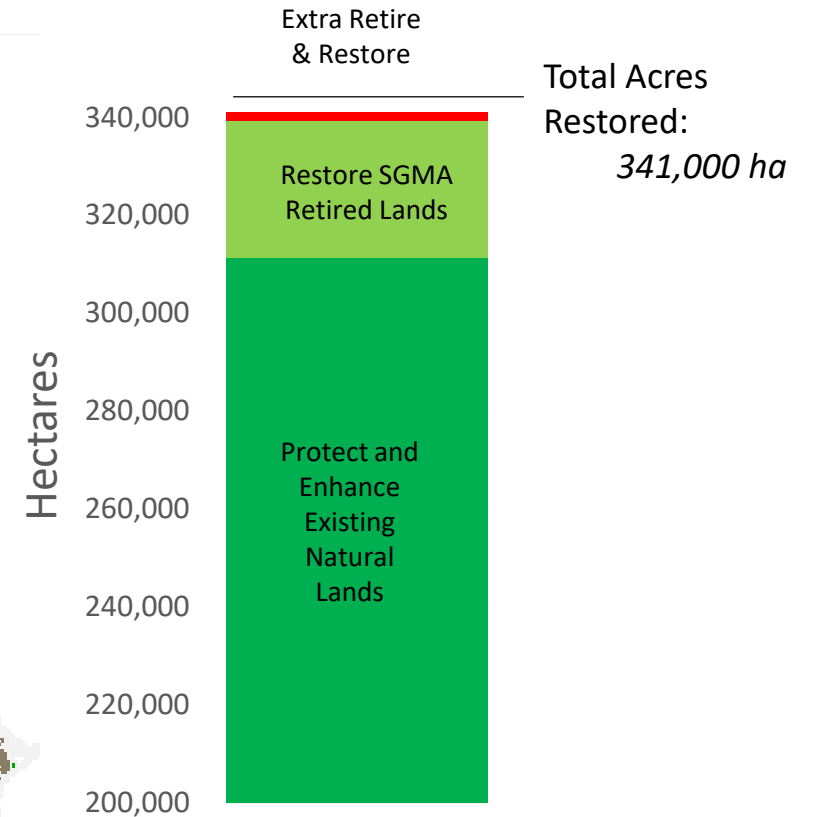 Extra Retire
& Restore
Total Acres
Restored:
341,000 ha
Hectares
340,000
320,000
300,000
280,000
260,000
240,000
220,000
200,000
Restore SGMA
Retired Lands
Protect and
Enhance
Existing
Natural
Lands